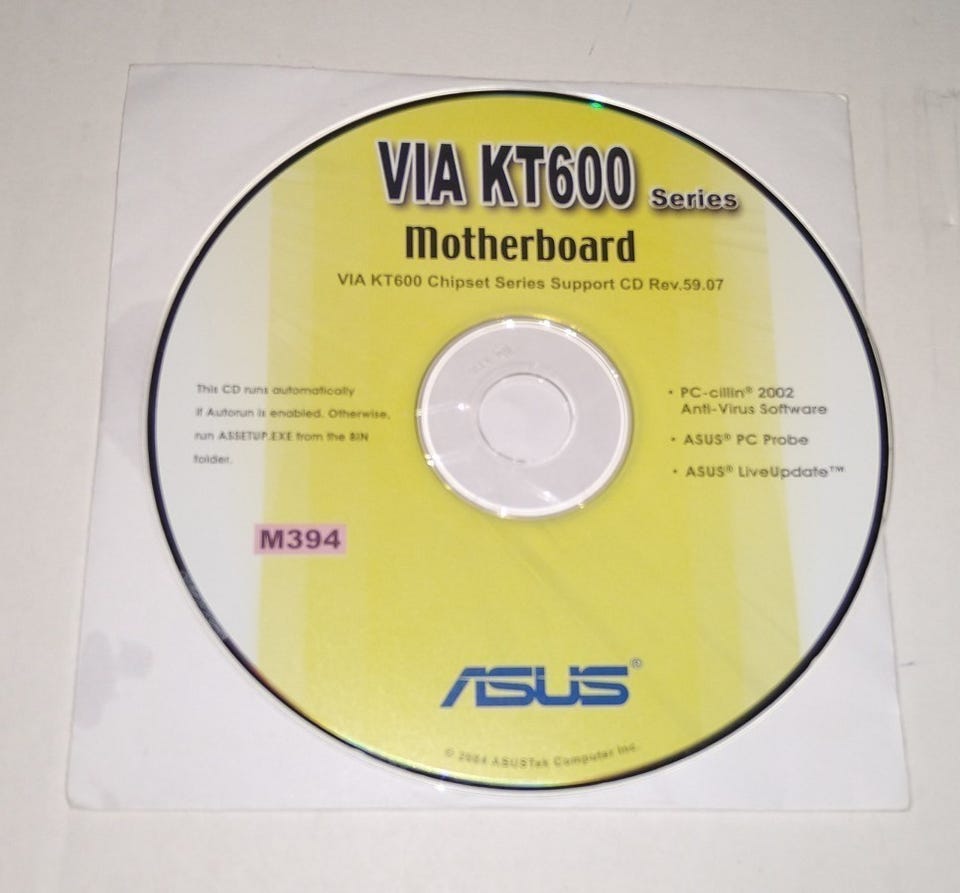 VIA KT600 Series
Motherboard
VIA KT600 Chipset Series Support CD Rev.59.07
This CD runs automatically
if Autorun is enabled. Otherwise,
run ASSETUP.EXE from the BIN
folder.
• PC-cillin® 2002
Anti-Virus Software
• ASUS® PC Probe
• ASUS® LiveUpdate™
M394
ASUS®
© 2004 ASUSTek Computer Inc.